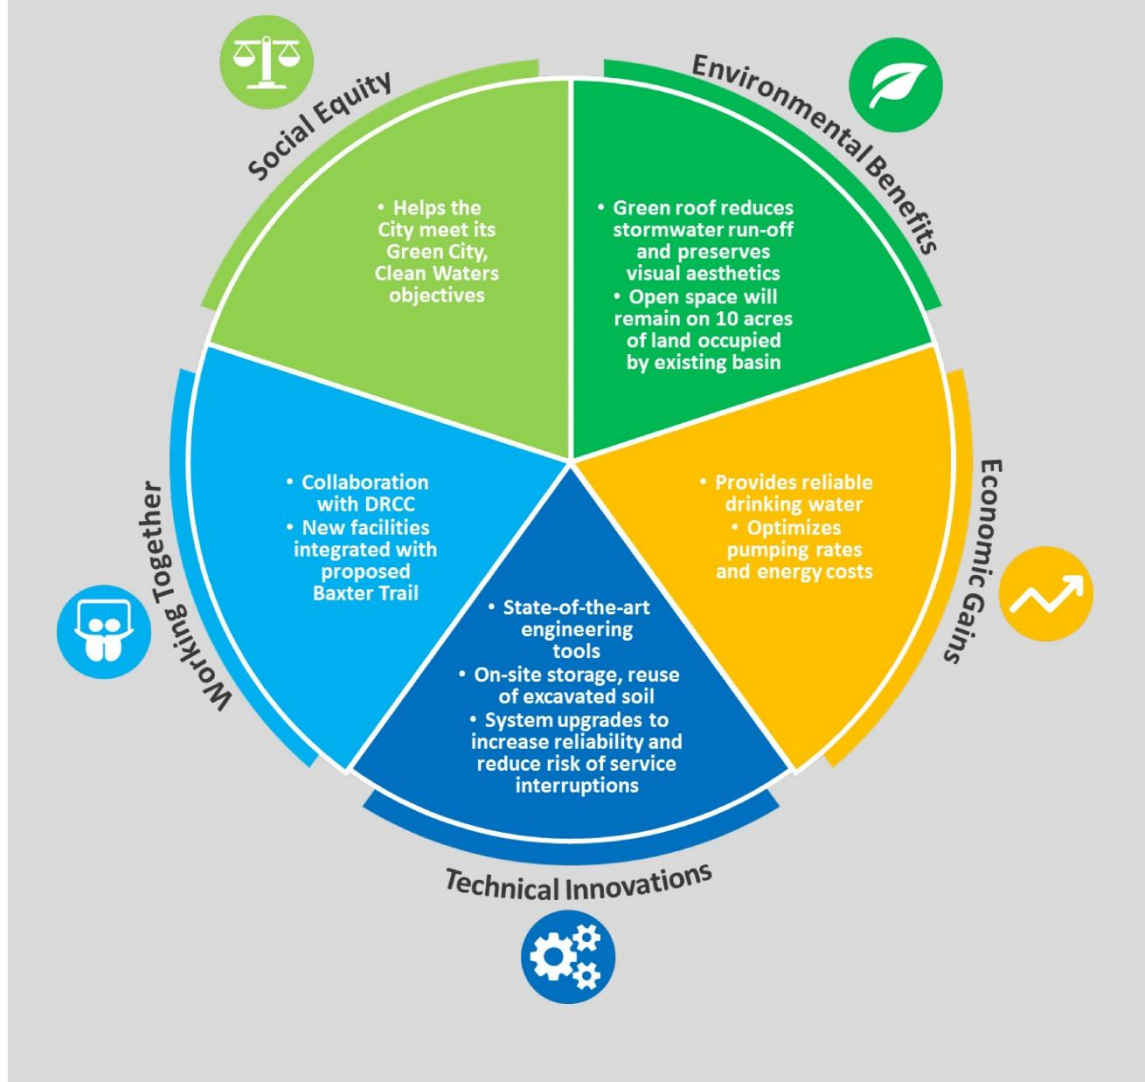 Social Equity
• Helps the
City meet its
Green City,
Clean Waters
objectives
Environmental Benefits
• Green roof reduces
stormwater run-off
and preserves
visual aesthetics
• Open space will
remain on 10 acres
of land occupied
by existing basin
Economic Gains
• Provides reliable
drinking water
• Optimizes
pumping rates
and energy costs
Technical Innovations
• State-of-the-art
engineering
tools
• On-site storage, reuse
of excavated soil
• System upgrades to
increase reliability and
reduce risk of service
interruptions
Working Together
• Collaboration
with DRCC
• New facilities
integrated with
proposed
Baxter Trail